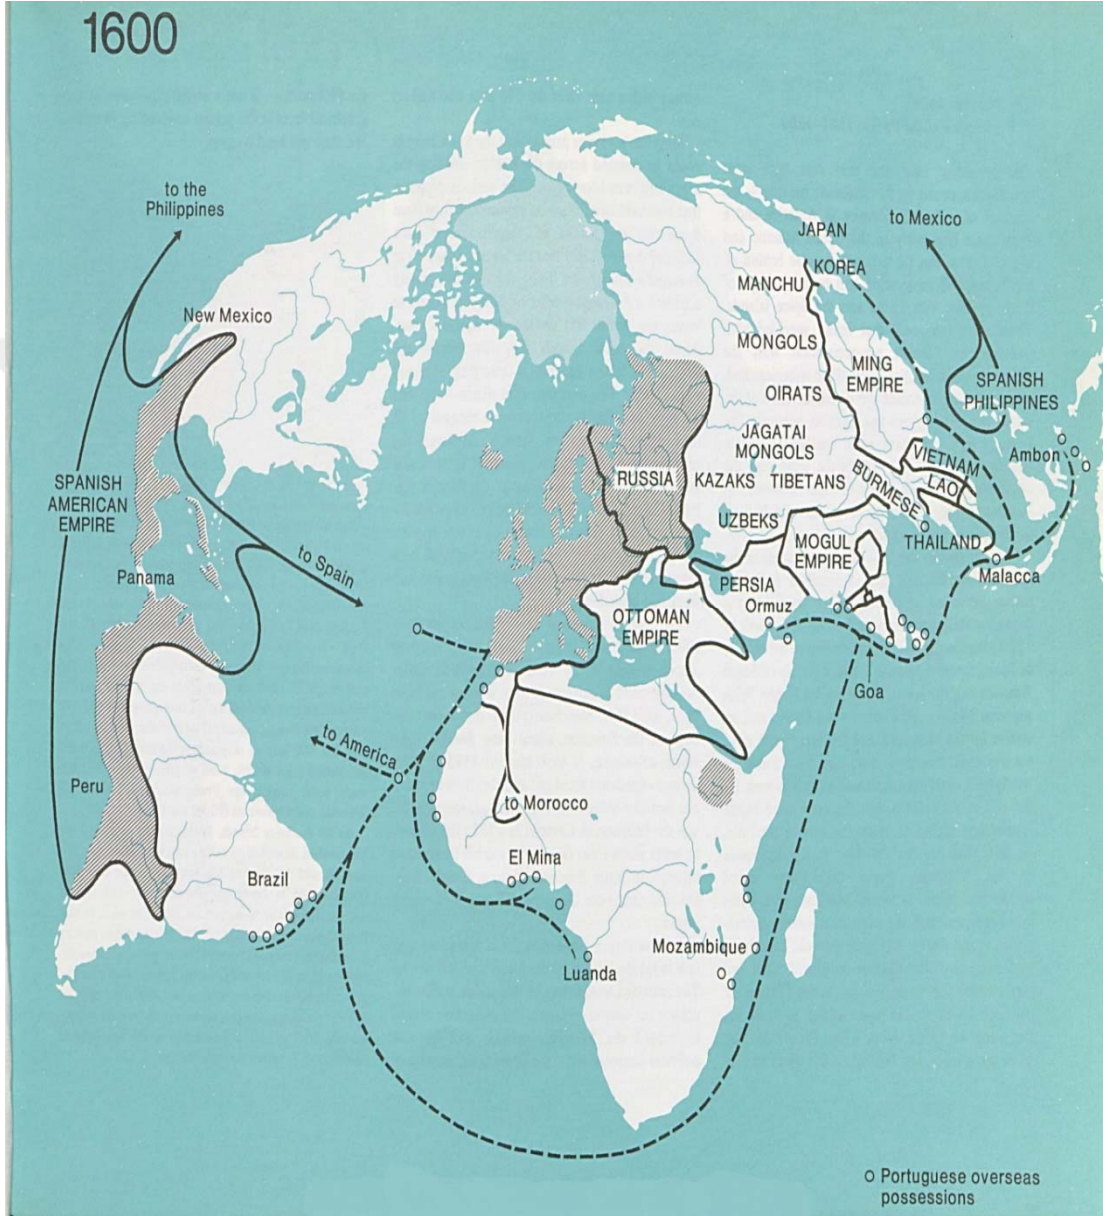 1600
to the
Philippines
to Mexico
JAPAN
KOREA
MANCHU
New Mexico
MONGOLS
MING
EMPIRE
SPANISH
PHILIPPINES
OIRATS
JAGATAI
MONGOLS
Ambon
VIETNAM
RUSSIA
KAZAKS
TIBETANS
BURMESE
LAO
SPANISH
AMERICAN
EMPIRE
UZBEKS
MOGUL
EMPIRE
THAILAND
to Spain
Panama
Malacca
PERSIA
Ormuz
OTTOMAN
EMPIRE
Goa
to America
Peru
to Morocco
El Mina
Brazil
Mozambique
Luanda
o Portuguese overseas
possessions